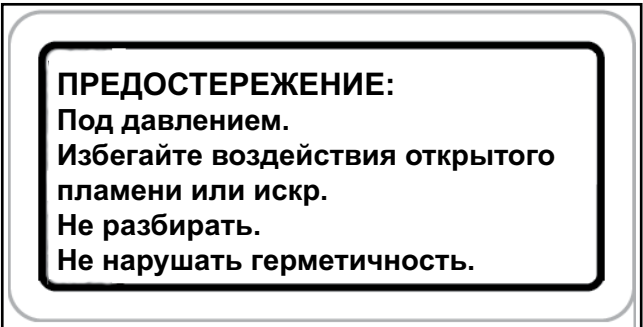 ПРЕДОСТЕРЕЖЕНИЕ:
Под давлением.
Избегайте воздействия открытого
пламени или искр.
Не разбирать.
Не нарушать герметичность.